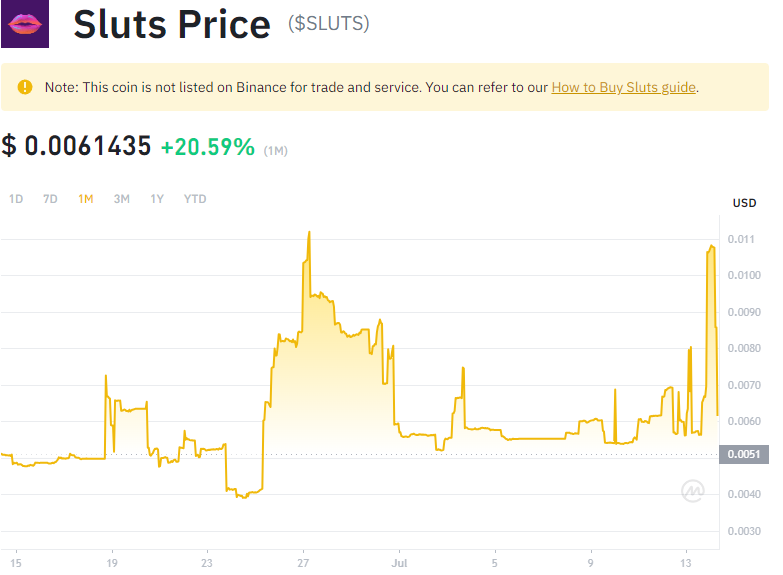 Sluts Price ($SLUTS)
Note: This coin is not listed on Binance for trade and service. You can refer to our How to Buy Sluts guide.
$ 0.0061435 +20.59% (1M)
1D 7D 1M 3M 1Y YTD
USD
0.011
0.0100
0.0090
0.0080
0.0070
0.0060
0.0051
0.0040
0.0030
15 19 23 27 Jul 5 9 13